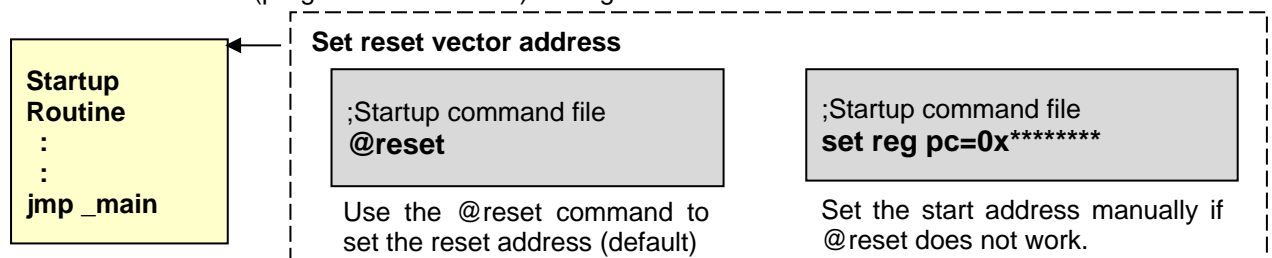 Set reset vector address
Startup
Routine
:
:
jmp _main
;Startup command file
@reset
Use the @reset command to
set the reset address (default)
;Startup command file
set reg pc=0x********
Set the start address manually if
@reset does not work.